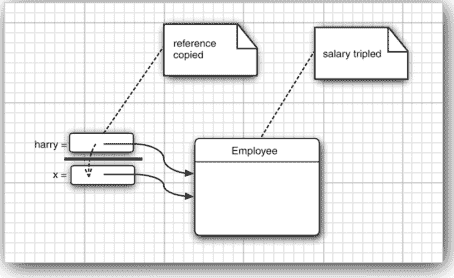 reference
copied
salary tripled
harry =
Employee
x =